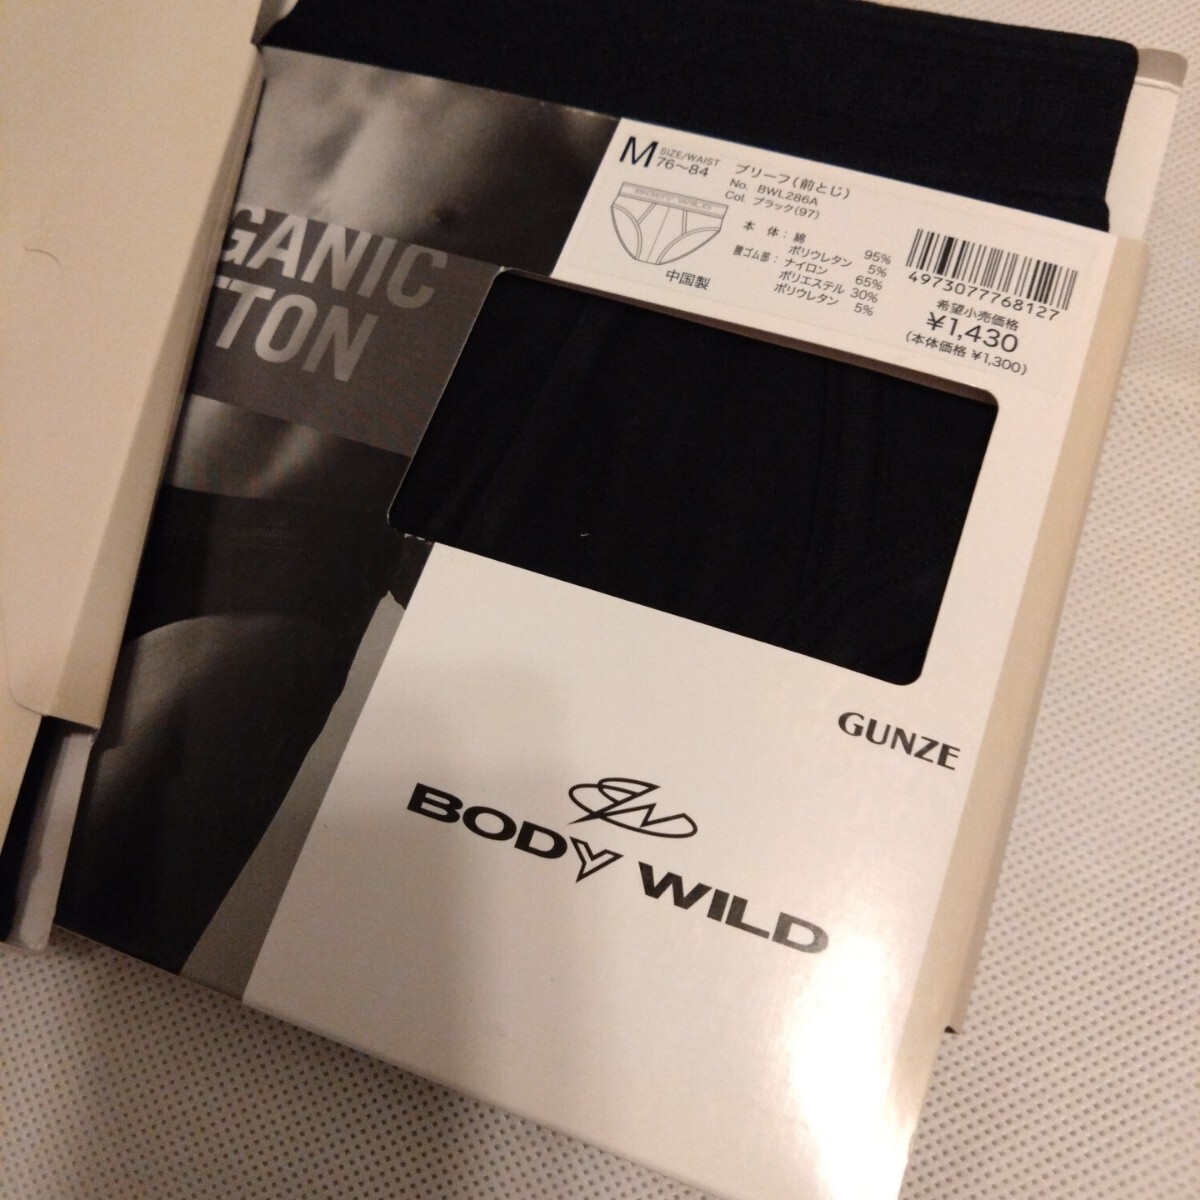 GANIC
TTON
M SIZE/WAIST 76〜84
ブリーフ(前とじ)
No. BWL286A
Col. ブラック(97)
BODY WILD
本体: 綿 95%
ポリウレタン 5%
腰ゴム部: ナイロン 65%
ポリエステル 30%
ポリウレタン 5%
中国製
4973077768127
希望小売価格
¥1,430
(本体価格 ¥1,300)
GUNZE
BODY WILD